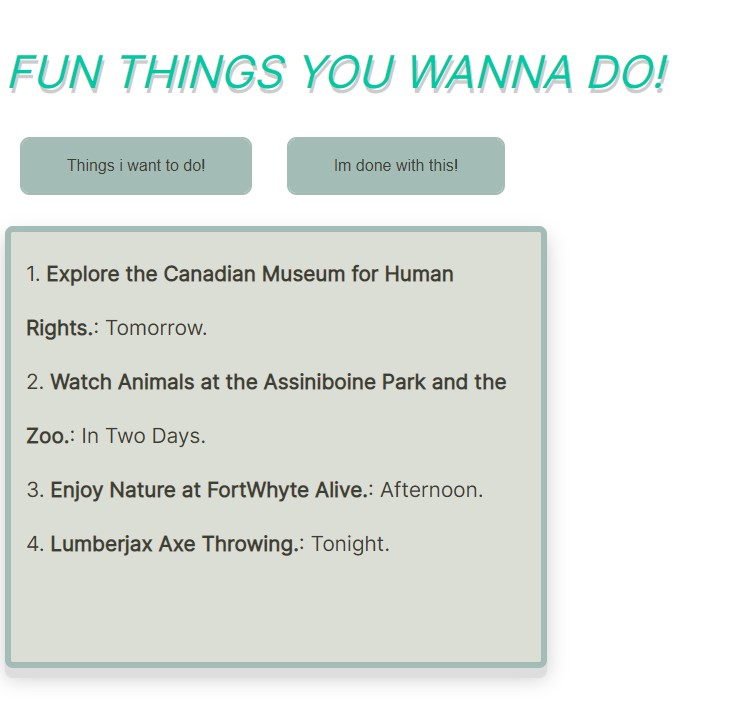 FUN THINGS YOU WANNA DO!
Things i want to do!
Im done with this!
1. Explore the Canadian Museum for Human
Rights.: Tomorrow.
2. Watch Animals at the Assiniboine Park and the
Zoo.: In Two Days.
3. Enjoy Nature at FortWhyte Alive.: Afternoon.
4. Lumberjax Axe Throwing.: Tonight.